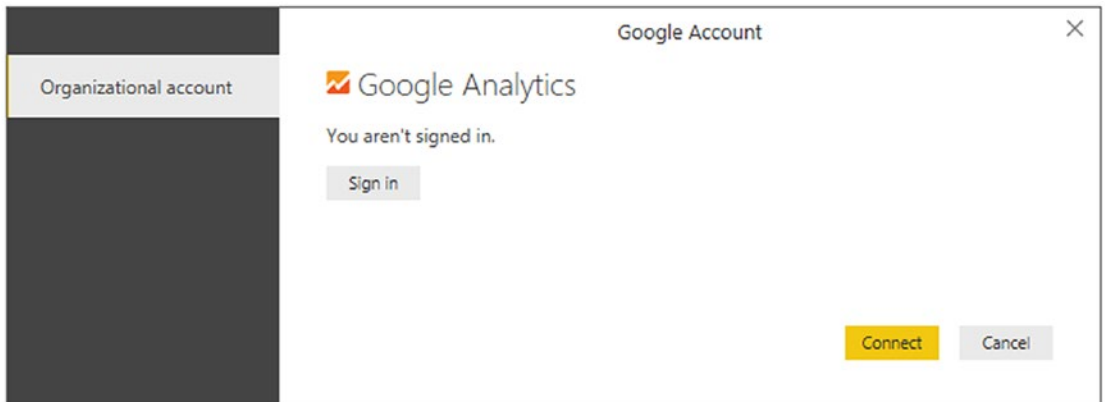 Google Account
Organizational account
Google Analytics
You aren't signed in.
Sign in
Connect Cancel